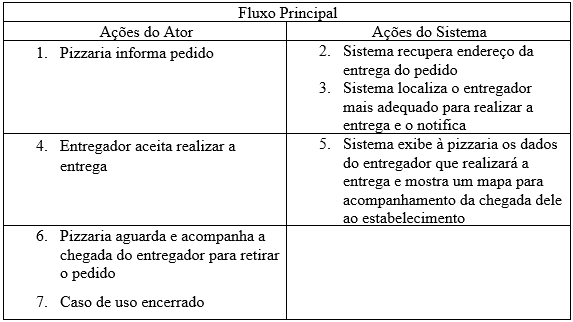 Fluxo Principal
Ações do Ator
Ações do Sistema
1. Pizzaria informa pedido
2. Sistema recupera endereço da
entrega do pedido
3. Sistema localiza o entregador
mais adequado para realizar a
entrega e o notifica
4. Entregador aceita realizar a
entrega
5. Sistema exibe à pizzaria os dados
do entregador que realizará a
entrega e mostra um mapa para
acompanhamento da chegada dele
ao estabelecimento
6. Pizzaria aguarda e acompanha a
chegada do entregador para retirar
o pedido
7. Caso de uso encerrado